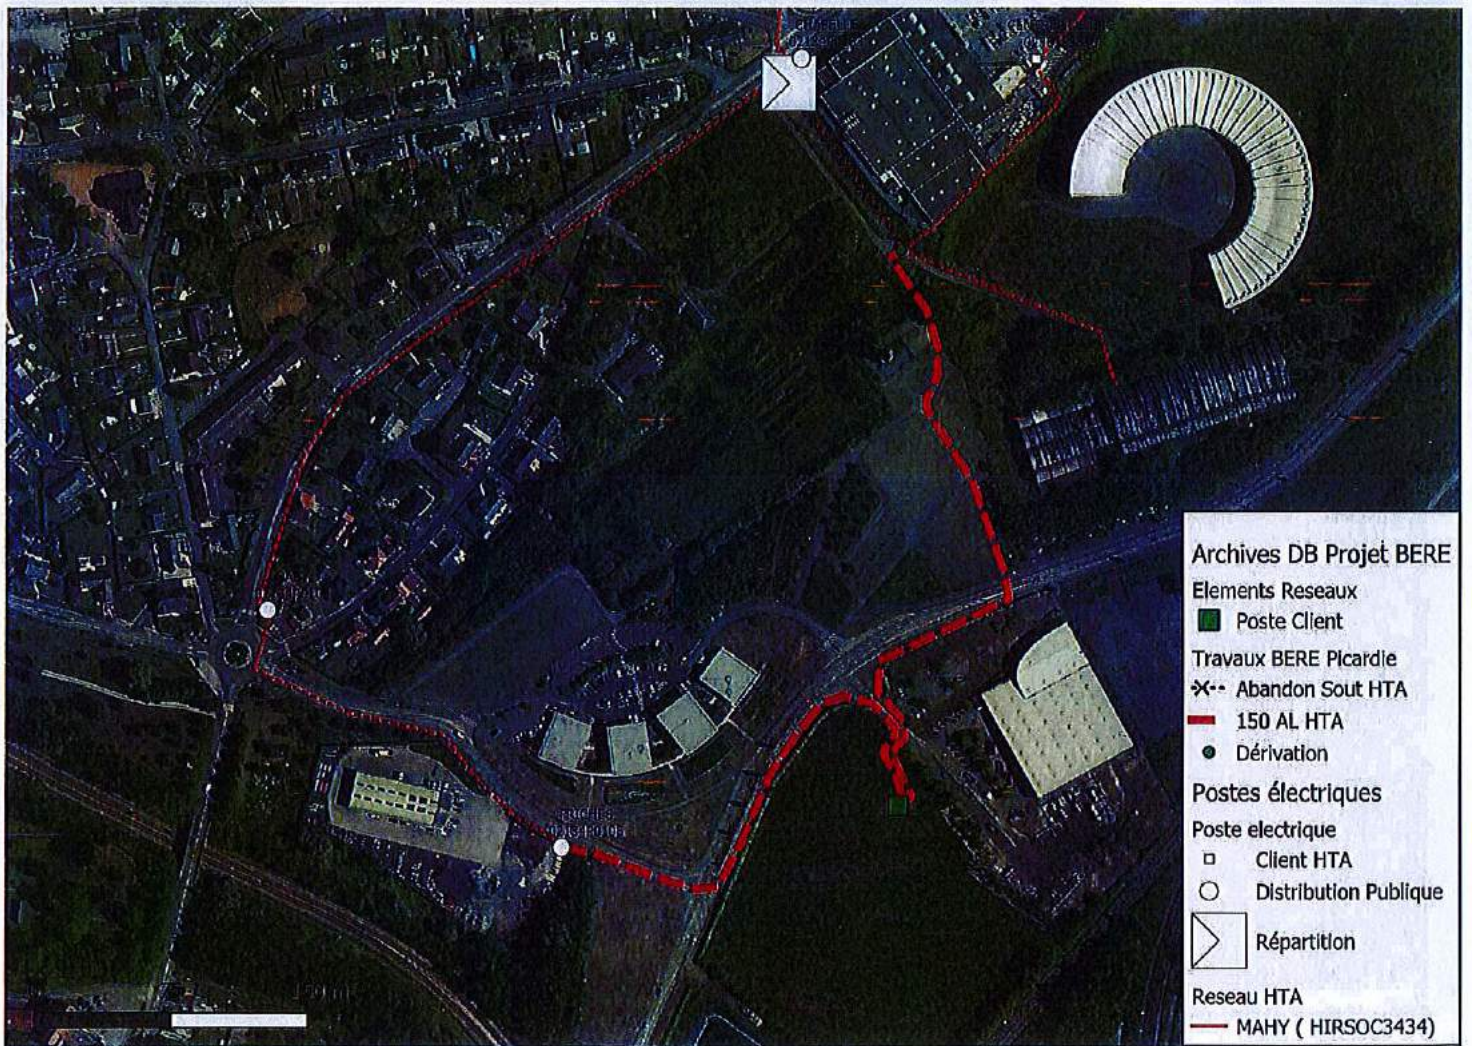 Archives DB Projet BERE
Elements Reseaux
Poste Client
Travaux BERE Picardie
Abandon Sout HTA
150 AL HTA
Dérivation
Postes électriques
Poste electrique
Client HTA
Distribution Publique
Répartition
Reseau HTA
MAHY ( HIRSOC3434)